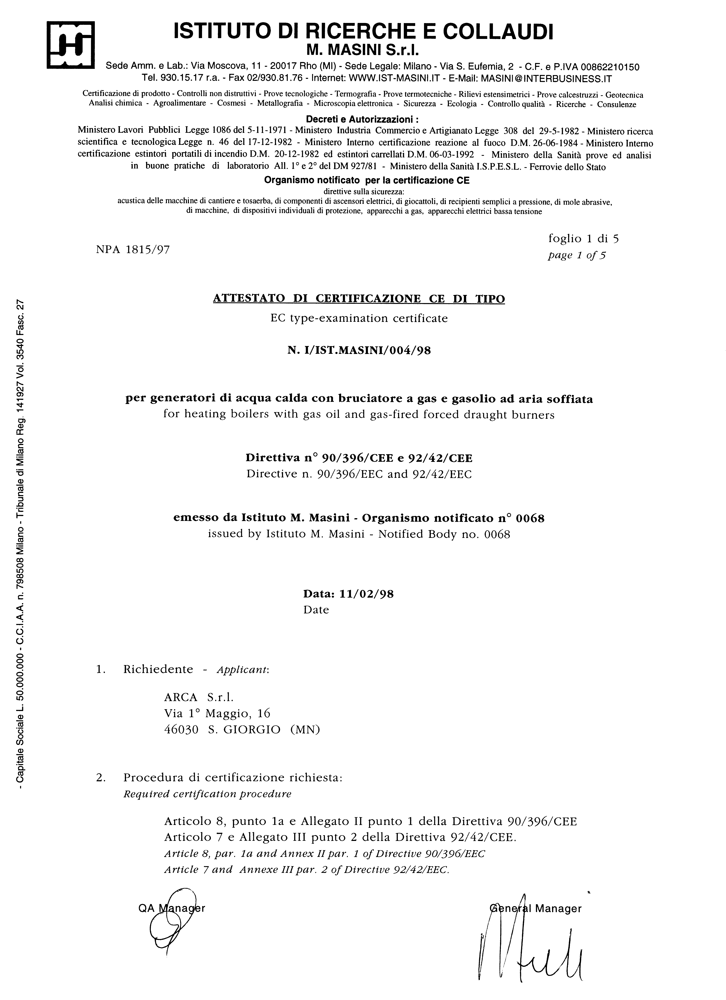 ISTITUTO DI RICERCHE E COLLAUDI
M. MASINI S.r.l.
Sede Amm. e Lab.: Via Moscova, 11 - 20017 Rho (MI) - Sede Legale: Milano - Via S. Eufemia, 2 - C.F. e P.IVA 00862210150
Tel. 930.15.17 r.a. - Fax 02/930.81.76 - Internet: WWW.IST-MASINI.IT - E-Mail: MASINI@INTERBUSINESS.IT
Certificazione di prodotto - Controlli non distruttivi - Prove tecnologiche - Termografia - Prove termotecniche - Rilievi estensimetrici - Prove calcestruzzi - Geotecnica
Analisi chimica - Agroalimentare - Cosmesi - Metallografia - Microscopia elettronica - Sicurezza - Ecologia - Controllo qualità - Ricerche - Consulenze
Decreti e Autorizzazioni :
Ministero Lavori Pubblici Legge 1086 del 5-11-1971 - Ministero Industria Commercio e Artigianato Legge 308 del 29-5-1982 - Ministero ricerca
scientifica e tecnologica Legge n. 46 del 17-12-1982 - Ministero Interno certificazione reazione al fuoco D.M. 26-06-1984 - Ministero Interno
certificazione estintori portatili di incendio D.M. 20-12-1982 ed estintori carrellati D.M. 06-03-1992 - Ministero della Sanità prove ed analisi
in buone pratiche di laboratorio All. 1° e 2° del DM 927/81 - Ministero della Sanità I.S.P.E.S.L. - Ferrovie dello Stato
Organismo notificato per la certificazione CE
direttive sulla sicurezza:
acustica delle macchine di cantiere e tosaerba, di componenti di ascensori elettrici, di giocattoli, di recipienti semplici a pressione, di mole abrasive,
di macchine, di dispositivi individuali di protezione, apparecchi a gas, apparecchi elettrici bassa tensione
NPA 1815/97
foglio 1 di 5
page 1 of 5
ATTESTATO DI CERTIFICAZIONE CE DI TIPO
EC type-examination certificate
N. I/IST.MASINI/004/98
per generatori di acqua calda con bruciatore a gas e gasolio ad aria soffiata
for heating boilers with gas oil and gas-fired forced draught burners
Direttiva n° 90/396/CEE e 92/42/CEE
Directive n. 90/396/EEC and 92/42/EEC
emesso da Istituto M. Masini - Organismo notificato n° 0068
issued by Istituto M. Masini - Notified Body no. 0068
Data: 11/02/98
Date
1. Richiedente - Applicant:
ARCA S.r.l.
Via 1° Maggio, 16
46030 S. GIORGIO (MN)
2. Procedura di certificazione richiesta:
Required certification procedure
Articolo 8, punto 1a e Allegato II punto 1 della Direttiva 90/396/CEE
Articolo 7 e Allegato III punto 2 della Direttiva 92/42/CEE.
Article 8, par. 1a and Annex II par. 1 of Directive 90/396/EEC
Article 7 and Annexe III par. 2 of Directive 92/42/EEC.
QA Manager
General Manager
- Capitale Sociale L. 50.000.000 - C.C.I.A.A. n. 798508 Milano - Tribunale di Milano Reg. 141927 Vol. 3540 Fasc. 27